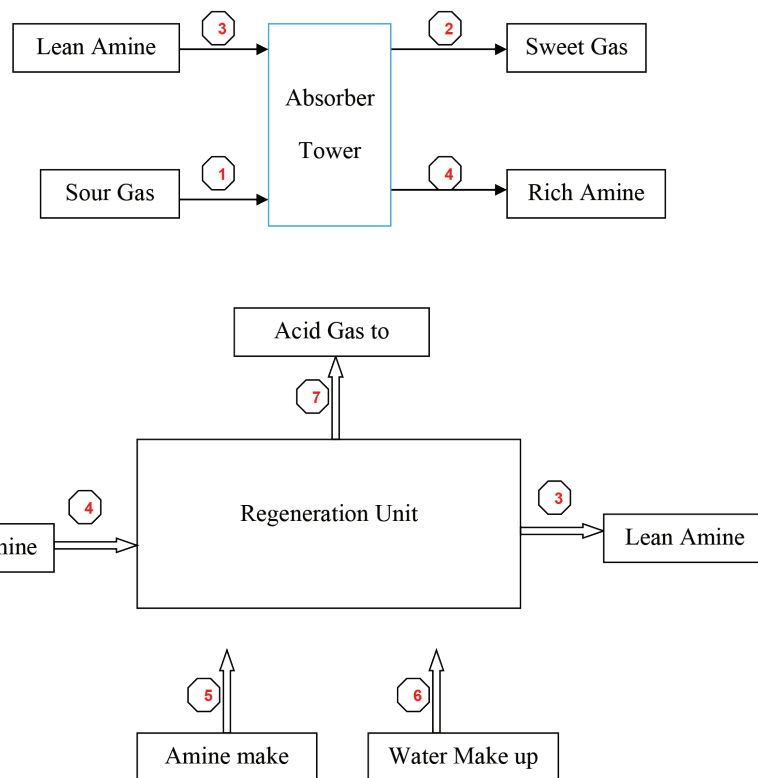 3
2
Lean Amine
Sweet Gas
Absorber
Tower
1
4
Sour Gas
Rich Amine
Acid Gas to
7
4
3
Regeneration Unit
Lean Amine
5
6
Amine make
Water Make up